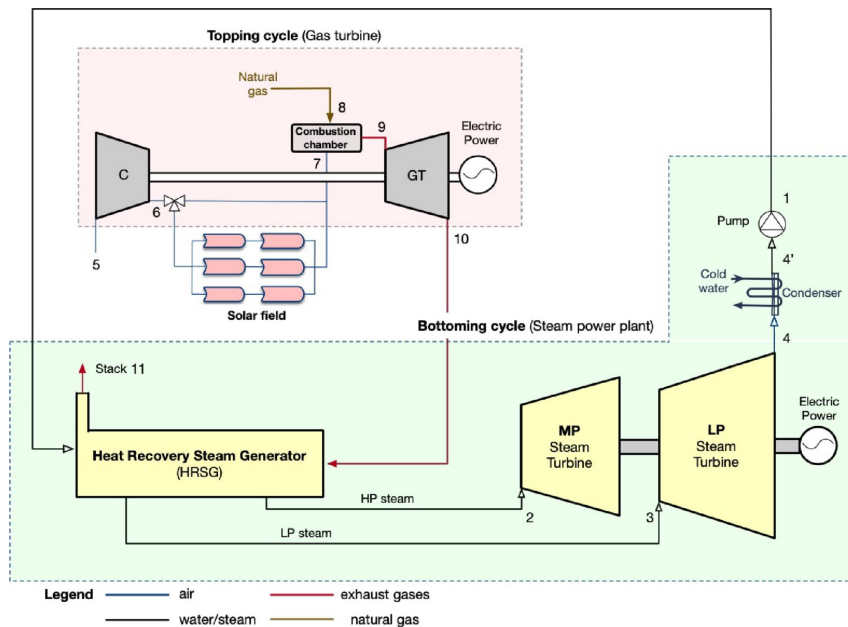 Topping cycle (Gas turbine)
Natural
gas
8
Combustion
chamber
9
Electric
Power
7
C
GT
6
5
10
Solar field
1
Pump
4'
Cold
water
Condenser
Bottoming cycle (Steam power plant)
4
Stack 11
Electric
Power
MP
Steam
Turbine
LP
Steam
Turbine
Heat Recovery Steam Generator
(HRSG)
HP steam
2
3
LP steam
Legend
air
exhaust gases
water/steam
natural gas